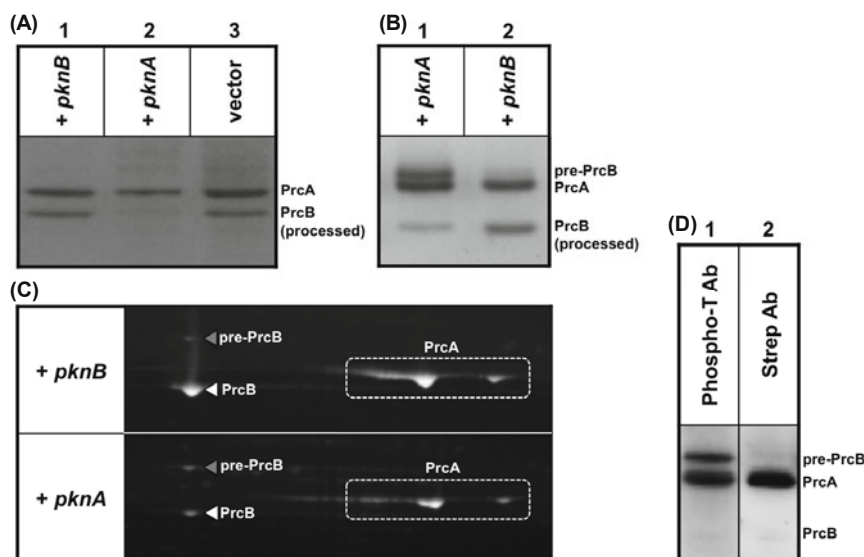 (A)
1 2 3
+ pknB
+ pknA
vector
PrcA
PrcB
(processed)
(B)
1 2
+ pknA
+ pknB
pre-PrcB
PrcA
PrcB
(processed)
(C)
+ pknB
pre-PrcB
PrcA
PrcB
+ pknA
pre-PrcB
PrcA
PrcB
(D)
1 2
Phospho-T Ab
Strep Ab
pre-PrcB
PrcA
PrcB